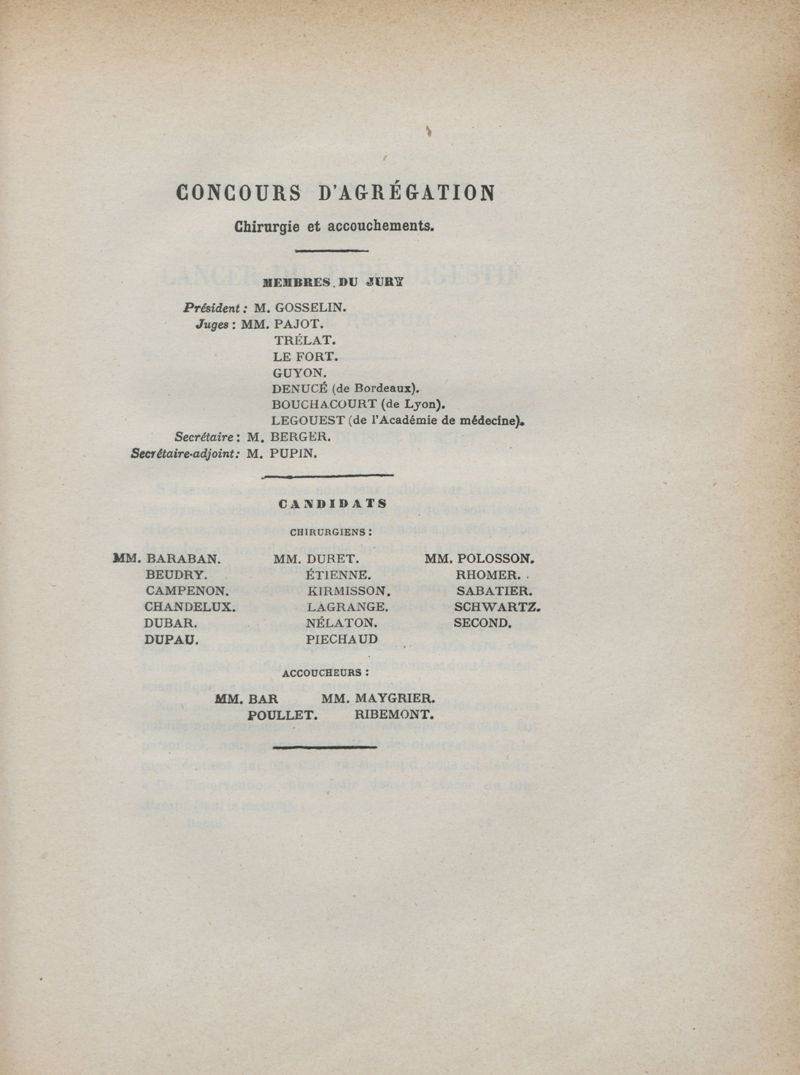 CONCOURS D'AGRÉGATION
Chirurgie et accouchements.
MEMBRES DU JURY
Président : M. GOSSELIN.
Juges : MM. PAJOT.
TRÉLAT.
LE FORT.
GUYON.
DENUCÉ (de Bordeaux).
BOUCHACOURT (de Lyon).
LEGOUEST (de l'Académie de médecine).
Secrétaire : M. BERGER.
Secrétaire-adjoint: M. PUPIN.
CANDIDATS
CHIRURGIENS :
MM. BARABAN. MM. DURET. MM. POLOSSON.
BEUDRY. ÉTIENNE. RHOMER.
CAMPENON. KIRMISSON. SABATIER.
CHANDELUX. LAGRANGE. SCHWARTZ.
DUBAR. NÉLATON. SECOND.
DUPAU. PIECHAUD
ACCOUCHEURS :
MM. BAR MM. MAYGRIER.
POULLET. RIBEMONT.